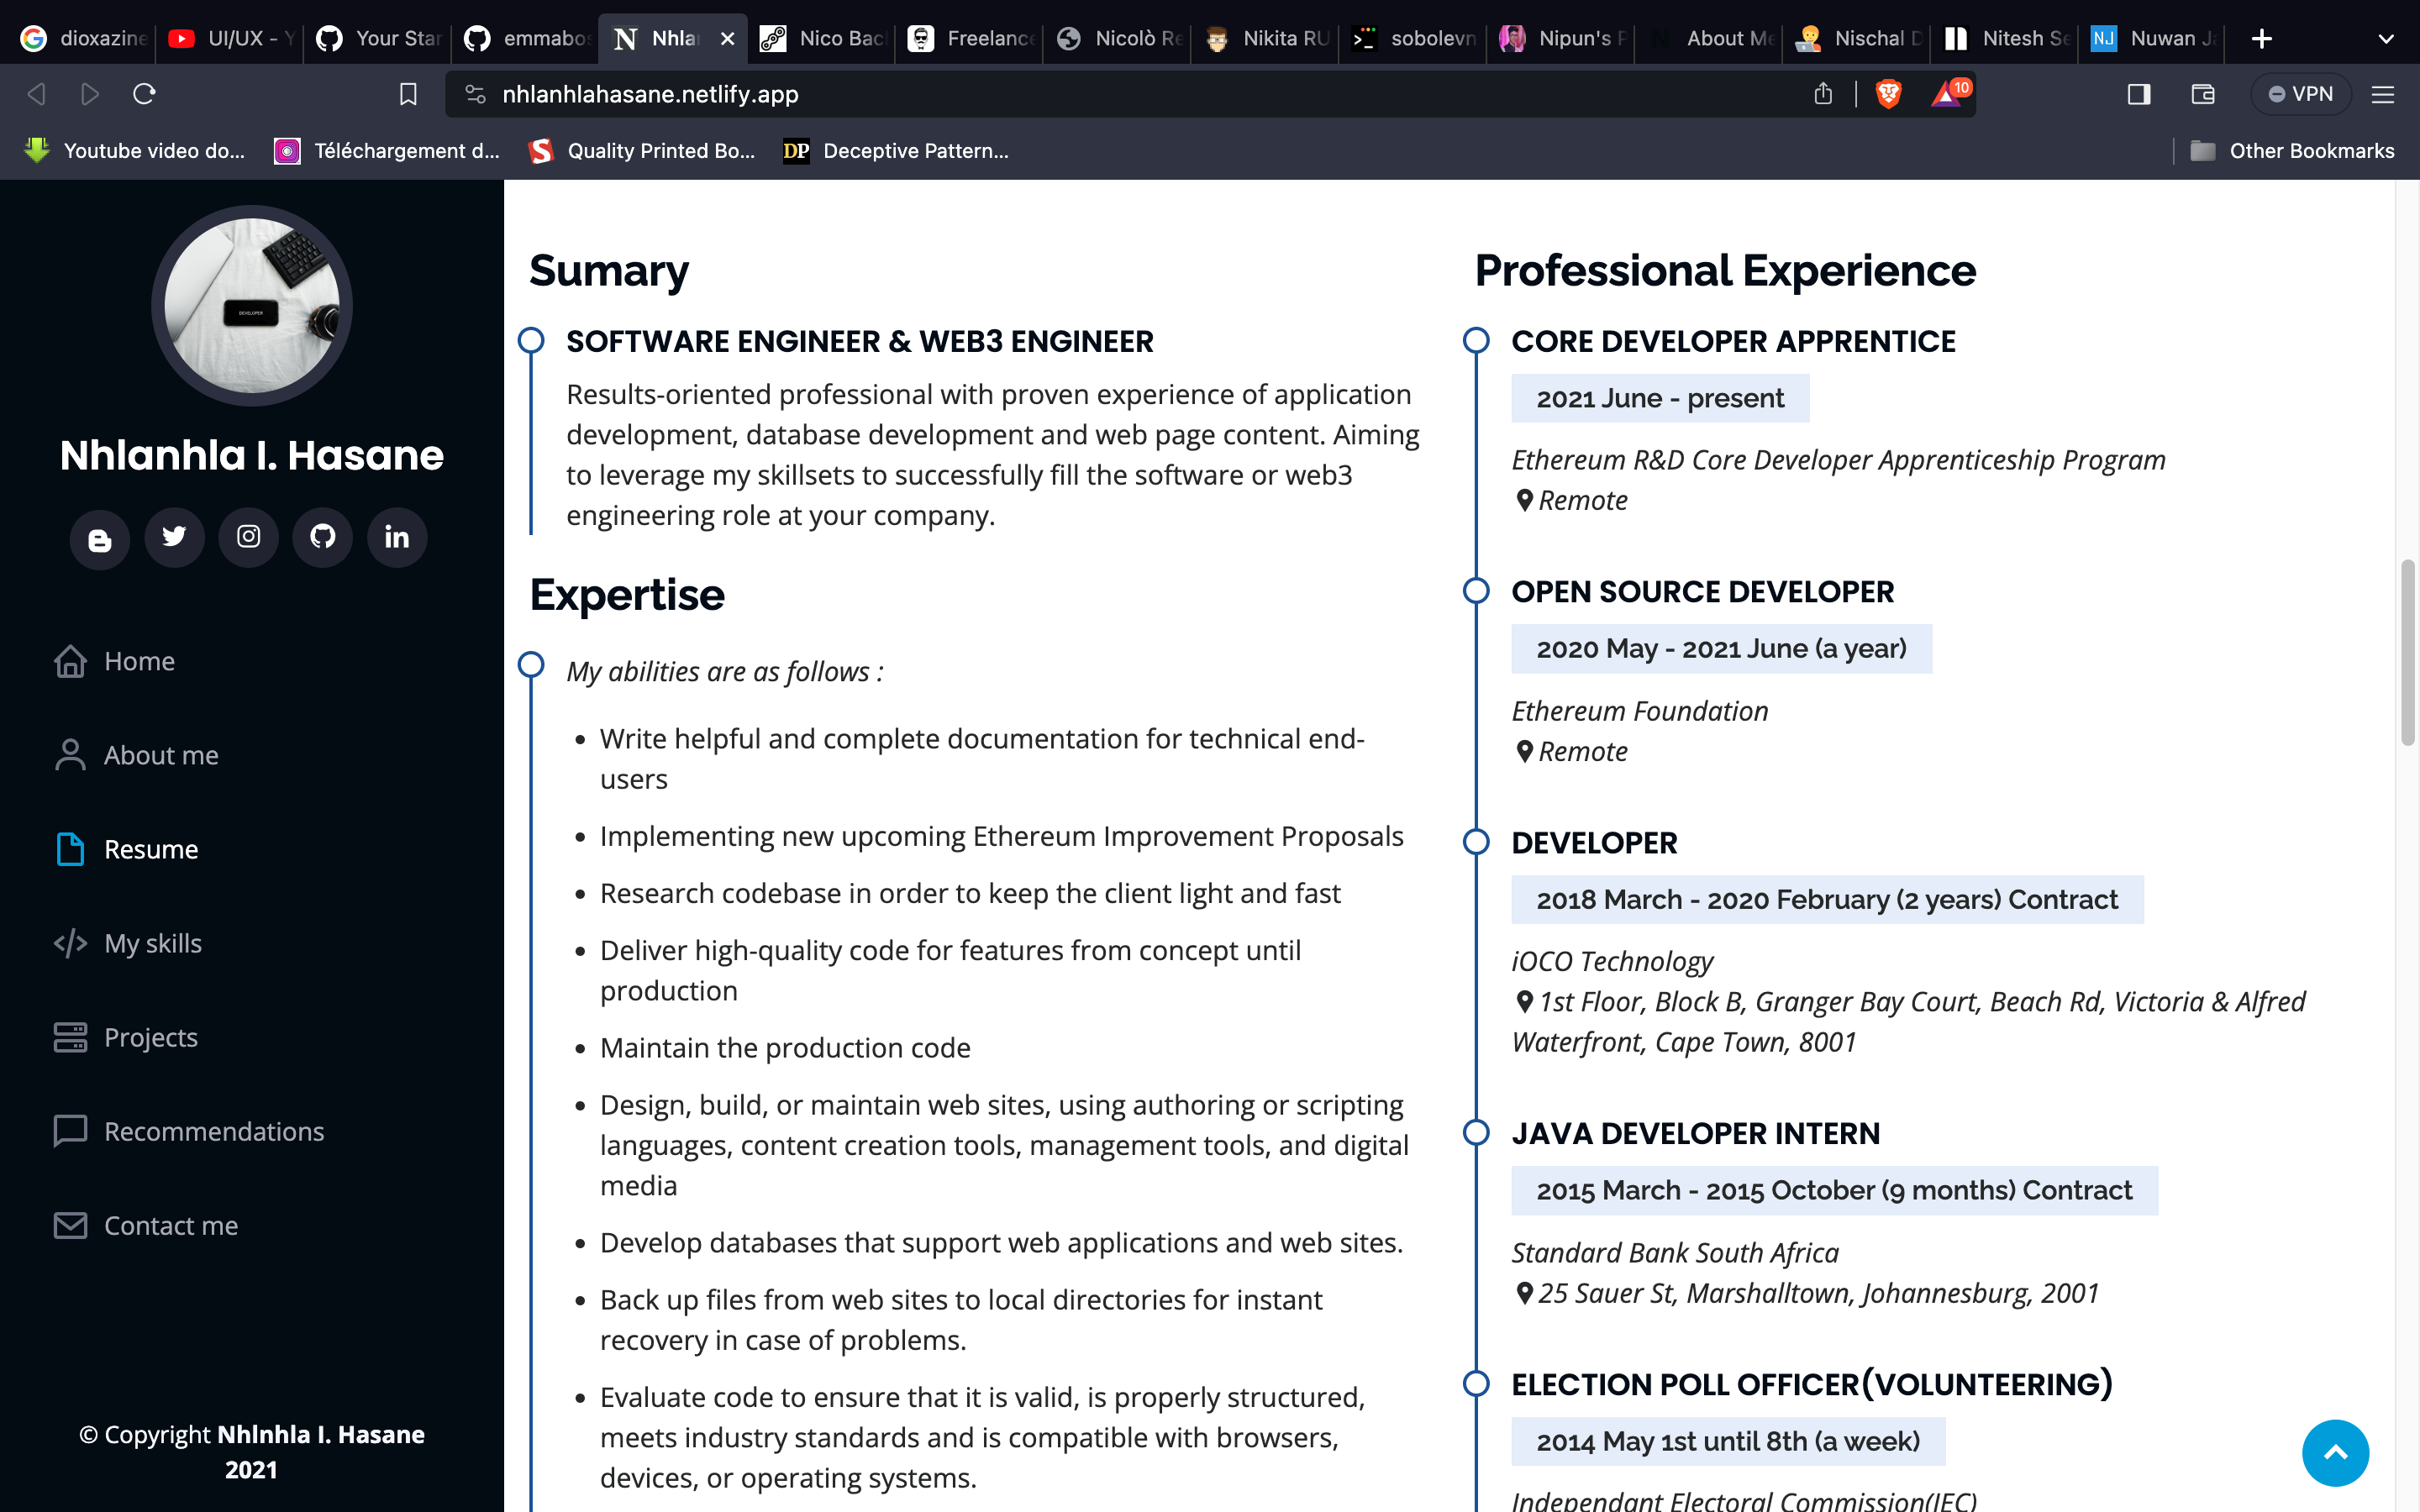 dioxazine
UI/UX - Y
Your Star
emmabos
Nhla
Nico Bac
Freelance
Nicolò Re
Nikita RU
sobolevn
Nipun's P
About Me
Nischal D
Nitesh Se
NJ
Nuwan Ja
nhlanhlahasane.netlify.app
10
VPN
Youtube video do...
Téléchargement d...
Quality Printed Bo...
DP
Deceptive Pattern...
Other Bookmarks
DEVELOPER
Nhlanhla I. Hasane
Home
About me
Resume
My skills
Projects
Recommendations
Contact me
© Copyright Nhlnhla I. Hasane
2021
Sumary
SOFTWARE ENGINEER & WEB3 ENGINEER
Results-oriented professional with proven experience of application
development, database development and web page content. Aiming
to leverage my skillsets to successfully fill the software or web3
engineering role at your company.
Expertise
My abilities are as follows :
• Write helpful and complete documentation for technical end-
users
• Implementing new upcoming Ethereum Improvement Proposals
• Research codebase in order to keep the client light and fast
• Deliver high-quality code for features from concept until
production
• Maintain the production code
• Design, build, or maintain web sites, using authoring or scripting
languages, content creation tools, management tools, and digital
media
• Develop databases that support web applications and web sites.
• Back up files from web sites to local directories for instant
recovery in case of problems.
• Evaluate code to ensure that it is valid, is properly structured,
meets industry standards and is compatible with browsers,
devices, or operating systems.
Professional Experience
CORE DEVELOPER APPRENTICE
2021 June - present
Ethereum R&D Core Developer Apprenticeship Program
Remote
OPEN SOURCE DEVELOPER
2020 May - 2021 June (a year)
Ethereum Foundation
Remote
DEVELOPER
2018 March - 2020 February (2 years) Contract
iOCO Technology
1st Floor, Block B, Granger Bay Court, Beach Rd, Victoria & Alfred
Waterfront, Cape Town, 8001
JAVA DEVELOPER INTERN
2015 March - 2015 October (9 months) Contract
Standard Bank South Africa
25 Sauer St, Marshalltown, Johannesburg, 2001
ELECTION POLL OFFICER(VOLUNTEERING)
2014 May 1st until 8th (a week)
Independant Electoral Commission(IEC)